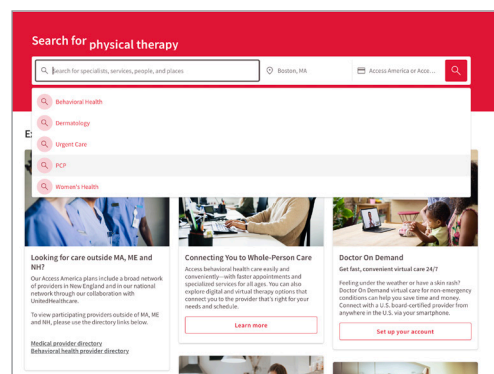 Search for physical therapy
Search for specialists, services, people, and places
Boston, MA
Access America or Acce...
Behavioral Health
Dermatology
Urgent Care
PCP
Women's Health
Looking for care outside MA, ME and
NH?
Our Access America plans include a broad network
of providers in New England and in our national
network through our collaboration with
UnitedHealthcare.
To view participating providers outside of MA, ME
and NH, please use the directory links below.
Medical provider directory
Behavioral health provider directory
Connecting You to Whole-Person Care
Access behavioral health care easily and
conveniently—with faster appointments and
specialized services for all ages. You can also
explore digital and virtual therapy options that
connect you to the provider that's right for your
needs and schedule.
Learn more
Doctor On Demand
Get fast, convenient virtual care 24/7
Feeling under the weather or have a skin rash?
Doctor On Demand virtual care for non-emergency
conditions can help you save time and money.
Connect with a U.S. board-certified provider from
anywhere in the U.S. via your smartphone.
Set up your account